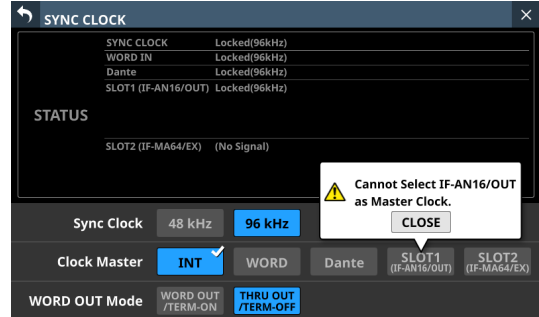 SYNC CLOCK
SYNC CLOCK Locked(96kHz)
WORD IN Locked(96kHz)
Dante Locked(96kHz)
SLOT1 (IF-AN16/OUT) Locked(96kHz)
STATUS
SLOT2 (IF-MA64/EX) (No Signal)
Cannot Select IF-AN16/OUT
as Master Clock.
CLOSE
Sync Clock 48 kHz 96 kHz
Clock Master INT WORD Dante SLOT1 SLOT2
(IF-AN16/OUT) (IF-MA64/EX)
WORD OUT Mode WORD OUT THRU OUT
/TERM-ON /TERM-OFF